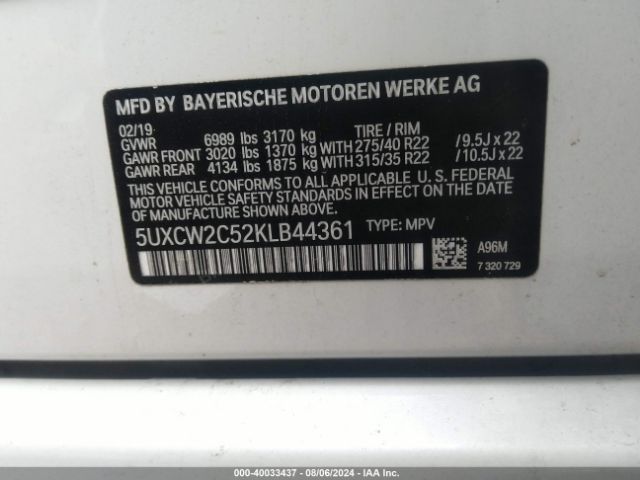 MFD BY BAYERISCHE MOTOREN WERKE AG
02/19
GVWR 6989 lbs 3170 kg TIRE / RIM
GAWR FRONT 3020 lbs 1370 kg WITH 275/40 R22 /9.5J x 22
GAWR REAR 4134 lbs 1875 kg WITH 315/35 R22 /10.5J x 22
THIS VEHICLE CONFORMS TO ALL APPLICABLE U. S. FEDERAL
MOTOR VEHICLE SAFETY STANDARDS IN EFFECT ON THE
DATE OF MANUFACTURE SHOWN ABOVE.
5UXCW2C52KLB44361 TYPE: MPV
A96M
7 320 729
000-40033437 - 08/06/2024 - IAA Inc.